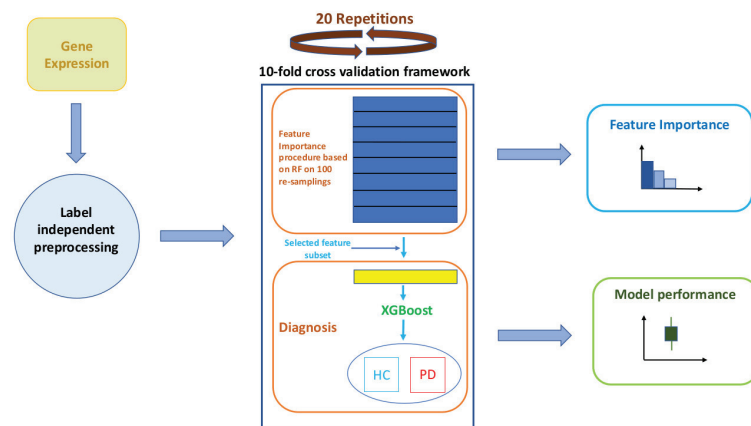 20 Repetitions
10-fold cross validation framework
Gene
Expression
Label
independent
preprocessing
Feature
Importance
procedure based
on RF on 100
re-samplings
Selected feature
subset
Diagnosis
XGBoost
HC
PD
Feature Importance
Model performance